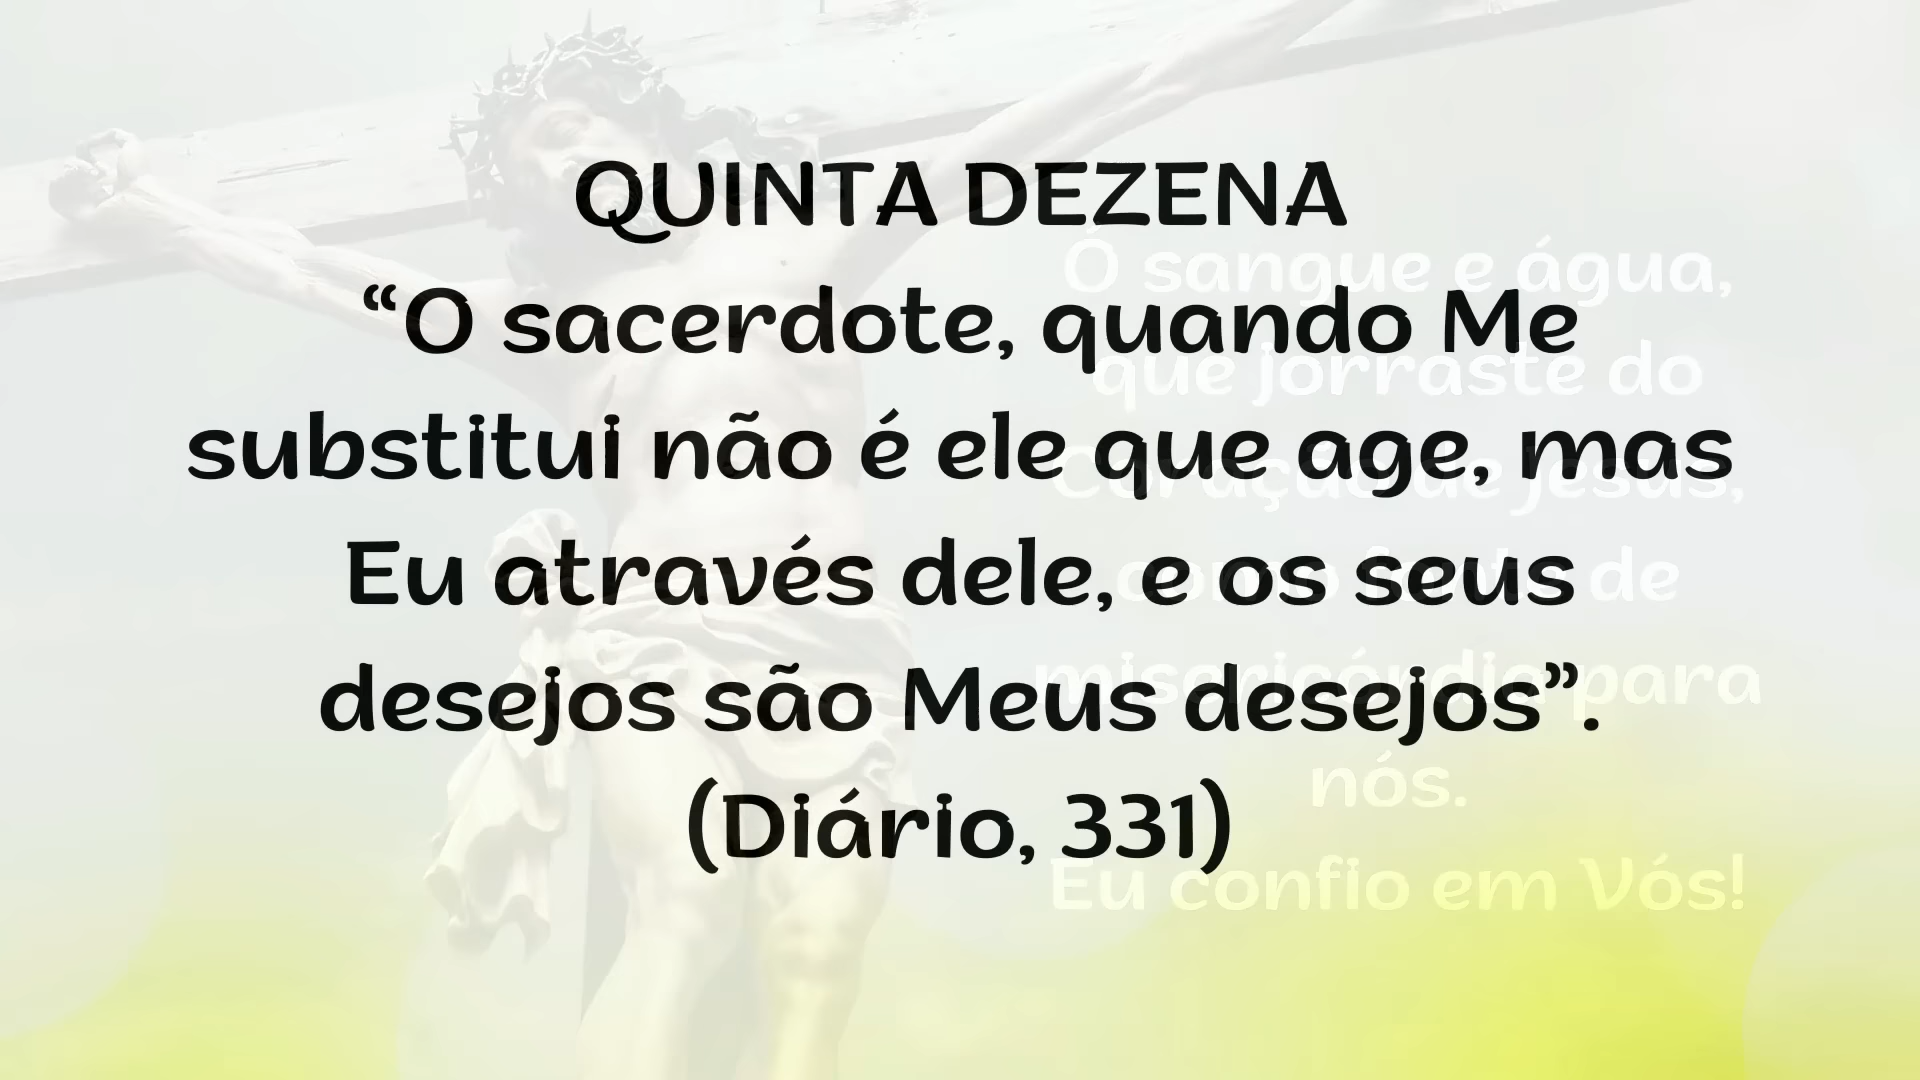 QUINTA DEZENA
“O sacerdote, quando Me
substitui não é ele que age, mas
Eu através dele, e os seus
desejos são Meus desejos”.
(Diário, 331)
Ó sangue e água,
que jorraste do
Coração de Jesus,
de
misericórdia para
nós.
Eu confio em Vós!